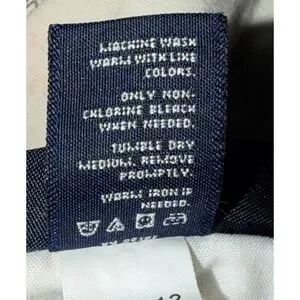 MACHINE WASH
WARM WITH LIKE
COLORS.
ONLY NON-
CHLORINE BLEACH
WHEN NEEDED.
TUMBLE DRY
MEDIUM. REMOVE
PROMPTLY.
WARM IRON IF
NEEDED.